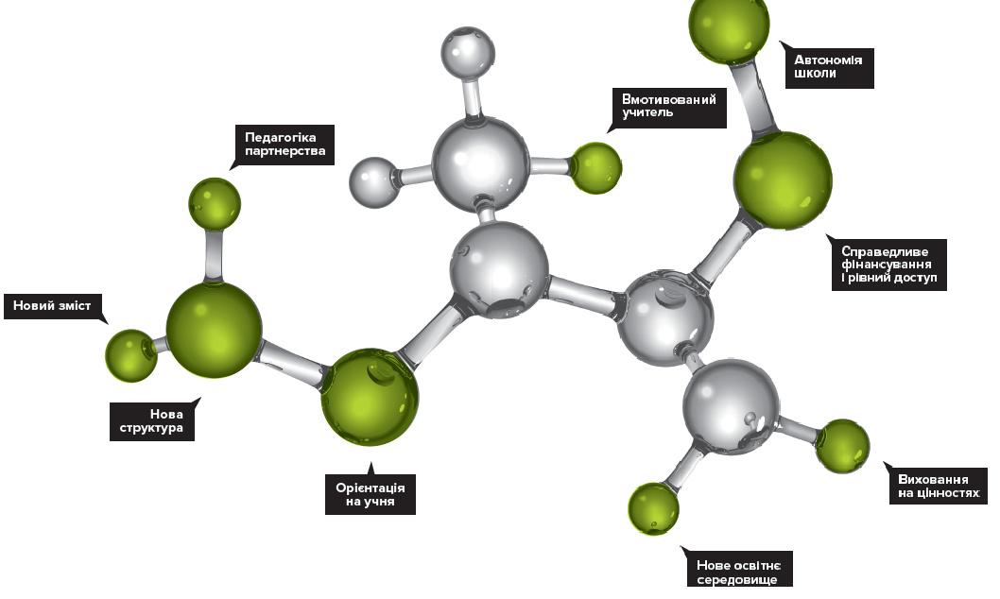 Автономія
школи
Вмотивований
учитель
Педагогіка
партнерства
Справедливе
фінансування
і рівний доступ
Новий зміст
Нова
структура
Орієнтація
на учня
Виховання
на цінностях
Нове освітнє
середовище